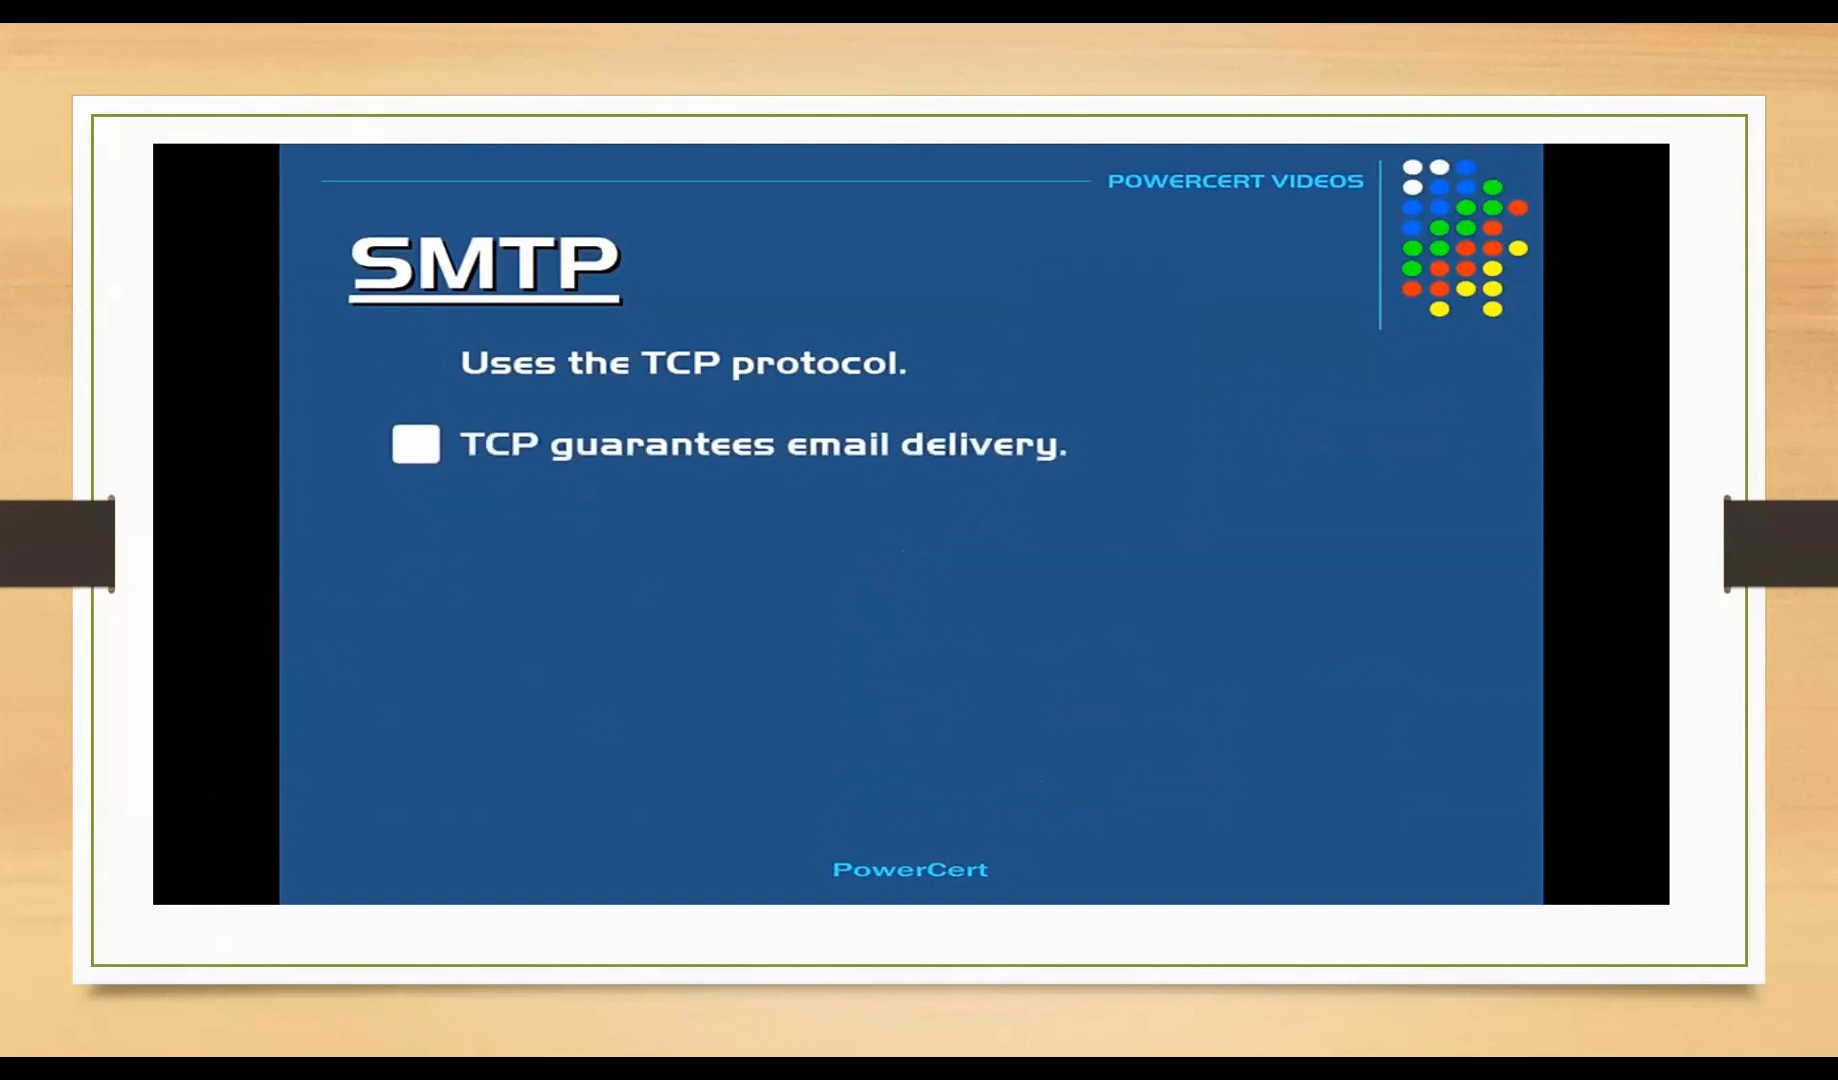 POWERCERT VIDEOS
SMTP
Uses the TCP protocol.
TCP guarantees email delivery.
PowerCert